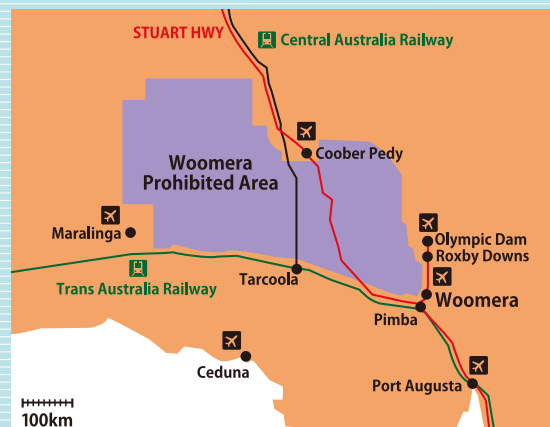 STUART HWY
Central Australia Railway
Coober Pedy
Woomera
Prohibited Area
Maralinga
Olympic Dam
Roxby Downs
Trans Australia Railway
Tarcoola
Woomera
Pimba
Ceduna
Port Augusta
100km